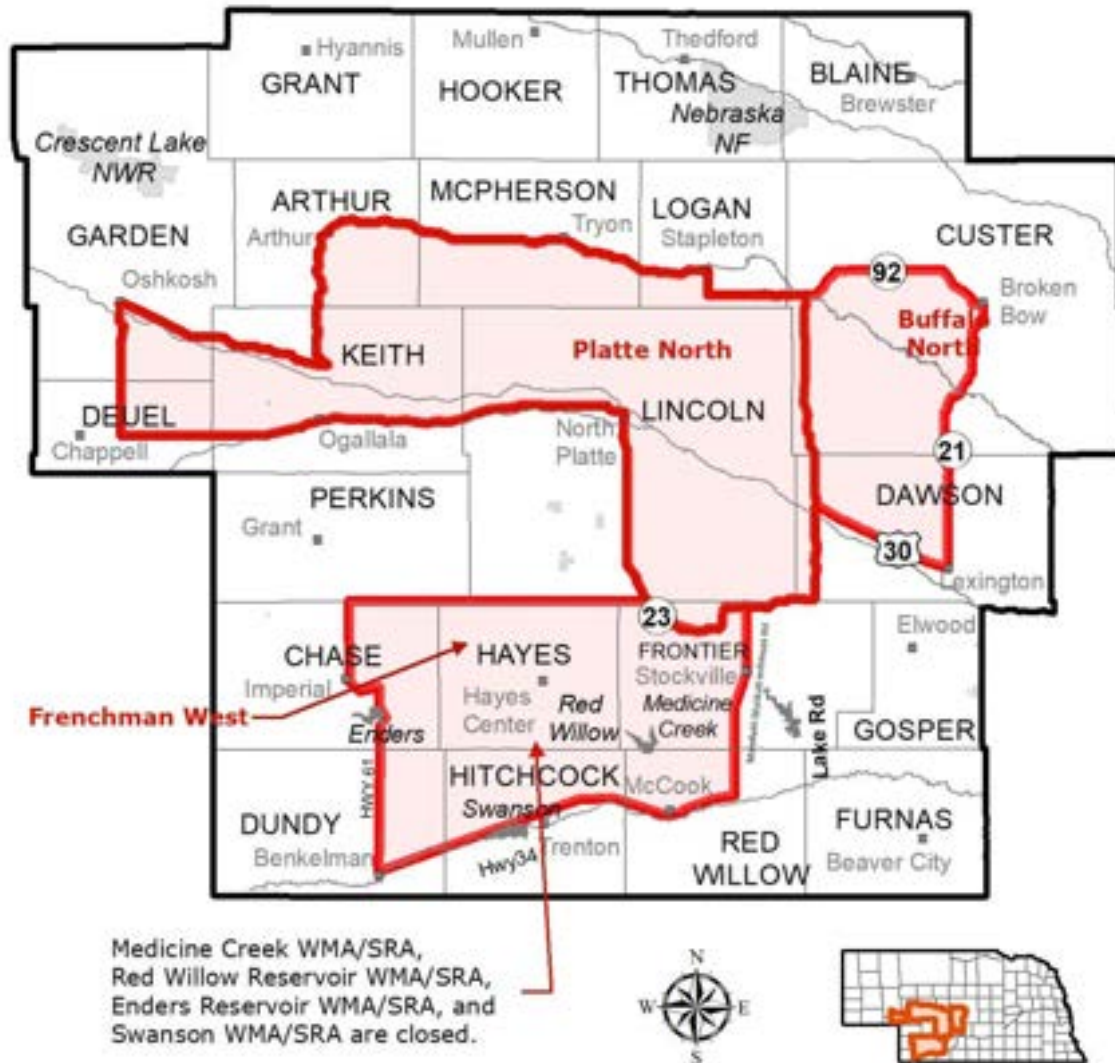 Hyannis
GRANT
Mullen
HOOKER
Thedford
THOMAS
Nebraska
NF
BLAINE
Brewster
Crescent Lake
NWR
GARDEN
Oshkosh
ARTHUR
Arthur
MCPHERSON
Tryon
LOGAN
Stapleton
CUSTER
92
Broken
Bow
Buffalo
North
KEITH
Platte North
LINCOLN
DEUEL
Chappell
Ogallala
North
Platte
21
DAWSON
30
Lexington
PERKINS
Grant
23
CHASE
Imperial
HAYES
Hayes
Center
FRONTIER
Stockville
Medicine
Creek
Red
Willow
Elwood
GOSPER
Lake Rd
Frenchman West
Enders
HWY 61
HITCHCOCK
Swanson
Trenton
Hwy34
McCook
DUNDY
Benkelman
RED
WILLOW
FURNAS
Beaver City
Medicine Creek WMA/SRA,
Red Willow Reservoir WMA/SRA,
Enders Reservoir WMA/SRA, and
Swanson WMA/SRA are closed.
N
W
E
S